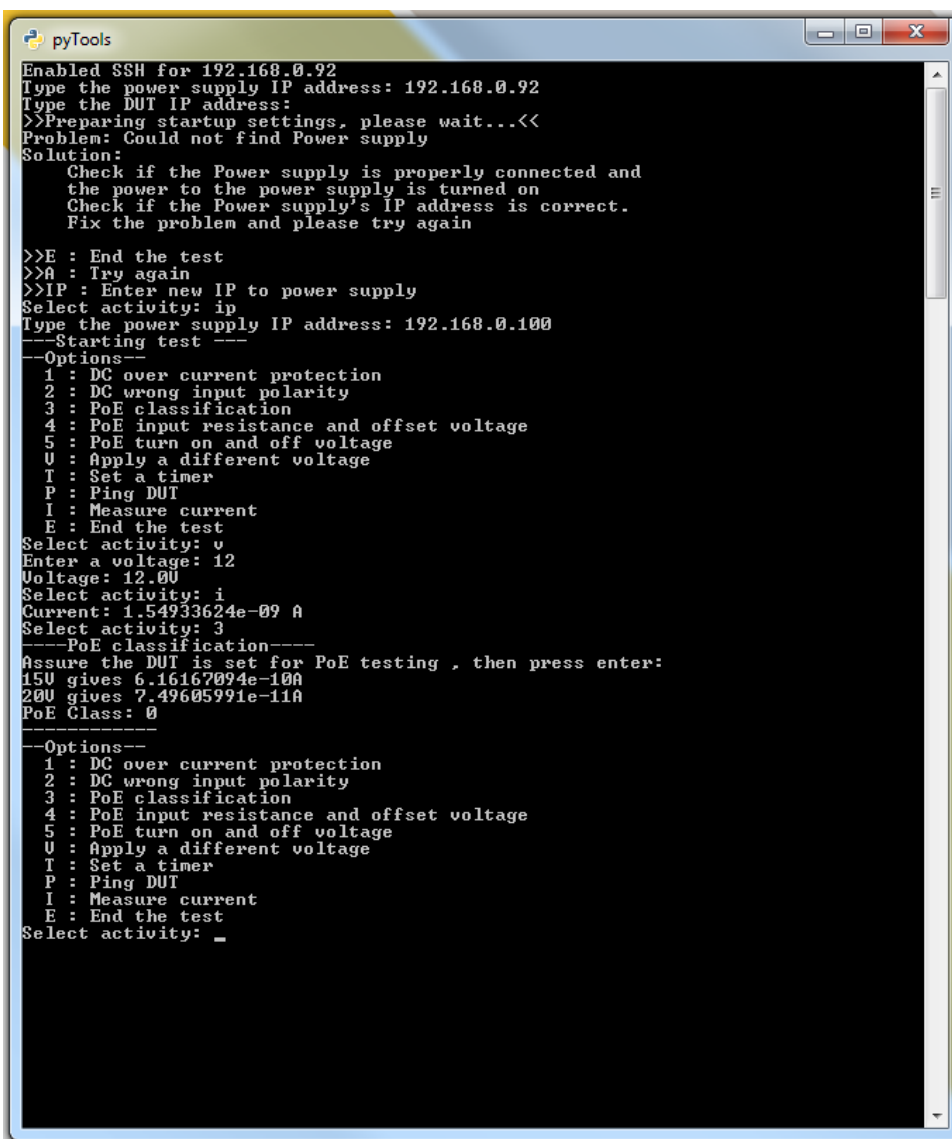 pyTools
Enabled SSH for 192.168.0.92
Type the power supply IP address: 192.168.0.92
Type the DUT IP address:
>>Preparing startup settings, please wait...<<
Problem: Could not find Power supply
Solution:
    Check if the Power supply is properly connected and
    the power to the power supply is turned on
    Check if the Power supply's IP address is correct.
    Fix the problem and please try again
>>E : End the test
>>A : Try again
>>IP : Enter new IP to power supply
Select activity: ip
Type the power supply IP address: 192.168.0.100
---Starting test ---
--Options--
  1 : DC over current protection
  2 : DC wrong input polarity
  3 : PoE classification
  4 : PoE input resistance and offset voltage
  5 : PoE turn on and off voltage
  V : Apply a different voltage
  T : Set a timer
  P : Ping DUT
  I : Measure current
  E : End the test
Select activity: v
Enter a voltage: 12
Voltage: 12.0V
Select activity: i
Current: 1.54933624e-09 A
Select activity: 3
----PoE classification----
Assure the DUT is set for PoE testing , then press enter:
15V gives 6.16167094e-10A
20V gives 7.49605991e-11A
PoE Class: 0
------------
--Options--
  1 : DC over current protection
  2 : DC wrong input polarity
  3 : PoE classification
  4 : PoE input resistance and offset voltage
  5 : PoE turn on and off voltage
  V : Apply a different voltage
  T : Set a timer
  P : Ping DUT
  I : Measure current
  E : End the test
Select activity: _